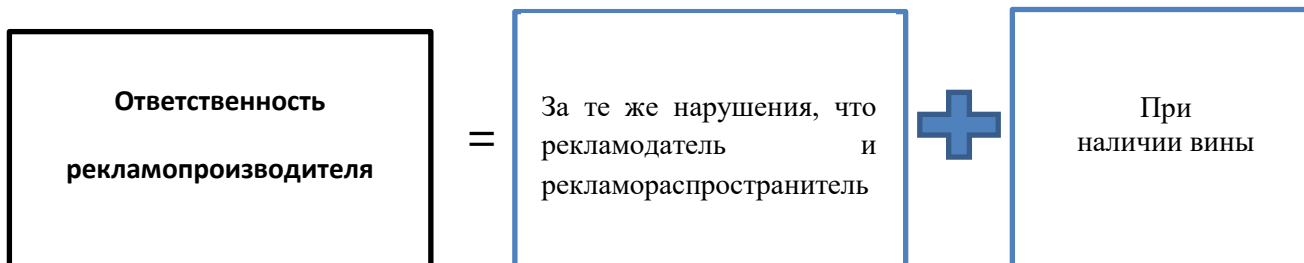 Ответственность
рекламопроизводителя
=
За те же нарушения, что
рекламодатель и
рекламораспространитель
При
наличии вины